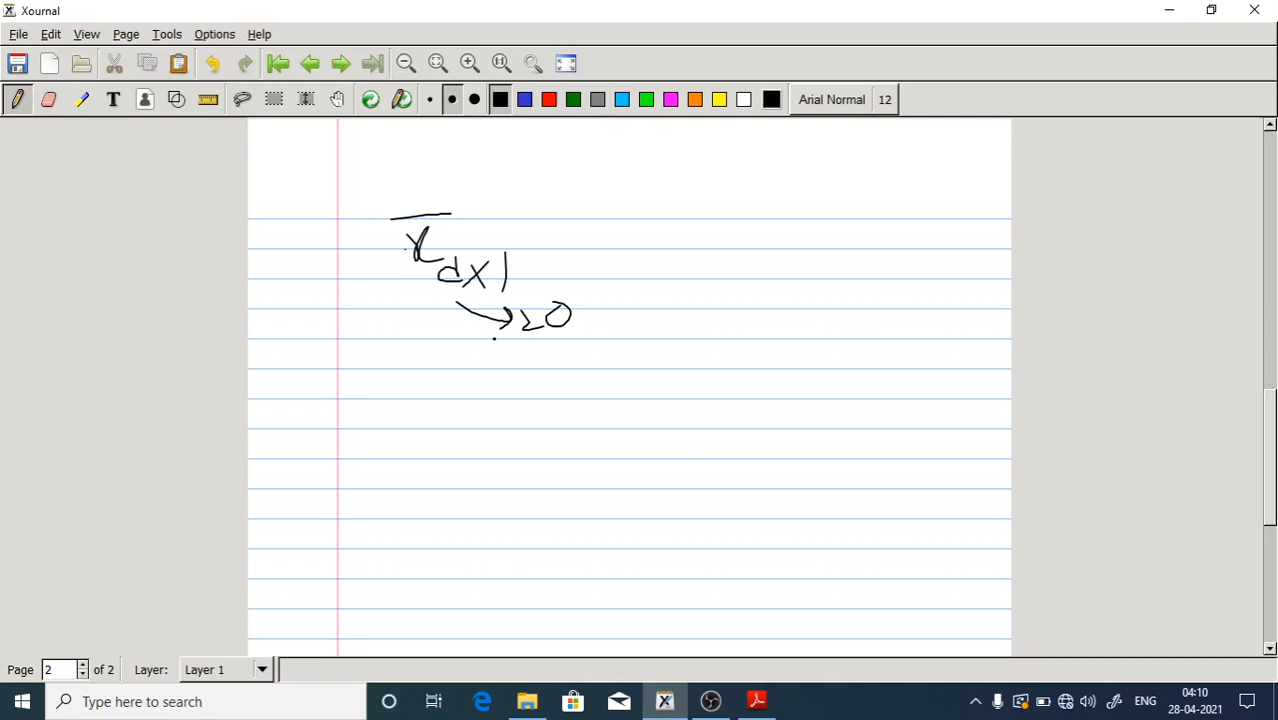 Xournal
File Edit View Page Tools Options Help
T Arial Normal 12
x̅ d×1
→ 20
Page 2 of 2 Layer: Layer 1
Type here to search
ENG
04:10
28-04-2021